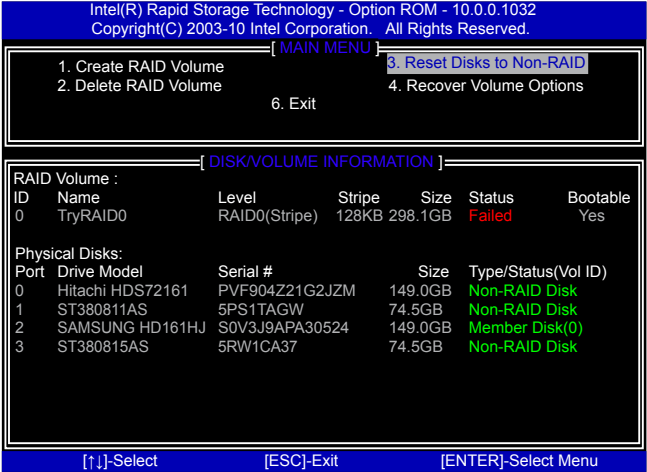 Intel(R) Rapid Storage Technology - Option ROM - 10.0.0.1032
Copyright(C) 2003-10 Intel Corporation. All Rights Reserved.
[ MAIN MENU ]
1. Create RAID Volume 3. Reset Disks to Non-RAID
2. Delete RAID Volume 4. Recover Volume Options
6. Exit
[ DISK/VOLUME INFORMATION ]
RAID Volume :
ID Name Level Stripe Size Status Bootable
0 TryRAID0 RAID0(Stripe) 128KB 298.1GB Failed Yes
Physical Disks:
Port Drive Model Serial # Size Type/Status(Vol ID)
0 Hitachi HDS72161 PVF904Z21G2JZM 149.0GB Non-RAID Disk
1 ST380811AS 5PS1TAGW 74.5GB Non-RAID Disk
2 SAMSUNG HD161HJ S0V3J9APA30524 149.0GB Member Disk(0)
3 ST380815AS 5RW1CA37 74.5GB Non-RAID Disk
[↑↓]-Select [ESC]-Exit [ENTER]-Select Menu